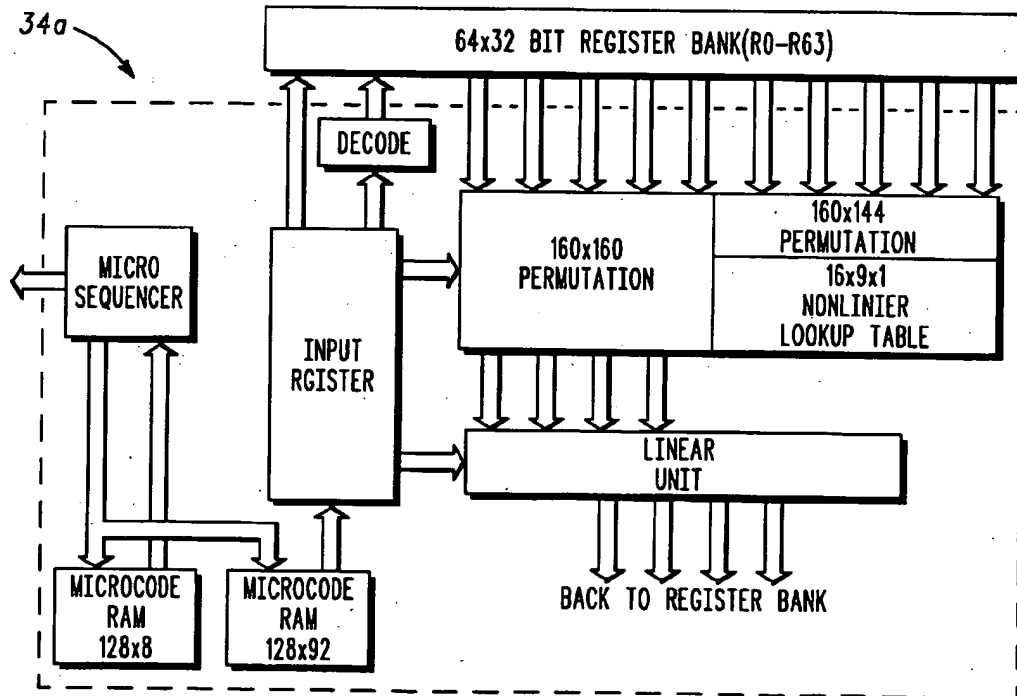 34a
64x32 BIT REGISTER BANK(R0-R63)
DECODE
MICRO
SEQUENCER
INPUT
RGISTER
160x160
PERMUTATION
160x144
PERMUTATION
16x9x1
NONLINIER
LOOKUP TABLE
LINEAR
UNIT
MICROCODE
RAM
128x8
MICROCODE
RAM
128x92
BACK TO REGISTER BANK